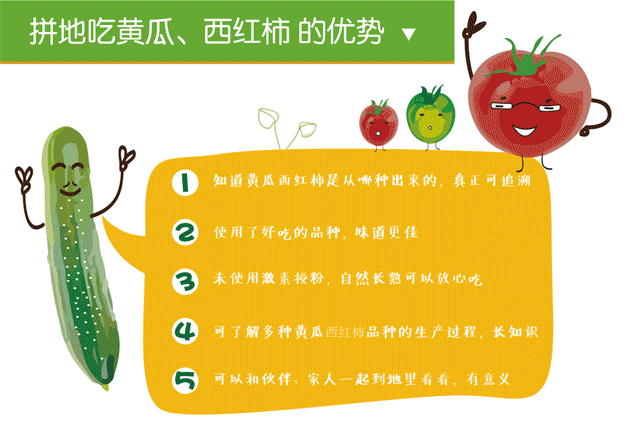 拼地吃黄瓜、西红柿 的优势 ▼
1 知道黄瓜西红柿是从哪种出来的，真正可追溯
2 使用了好吃的品种，味道更佳
3 未使用激素授粉，自然长熟可以放心吃
4 可了解多种黄瓜西红柿品种的生产过程，长知识
5 可以和伙伴、家人一起到地里看看，有意义